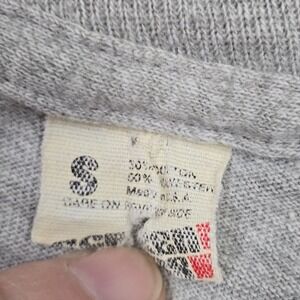 S
50% COTTON
50% POLYESTER
MADE IN U.S.A.
CARE ON REVERSE SIDE